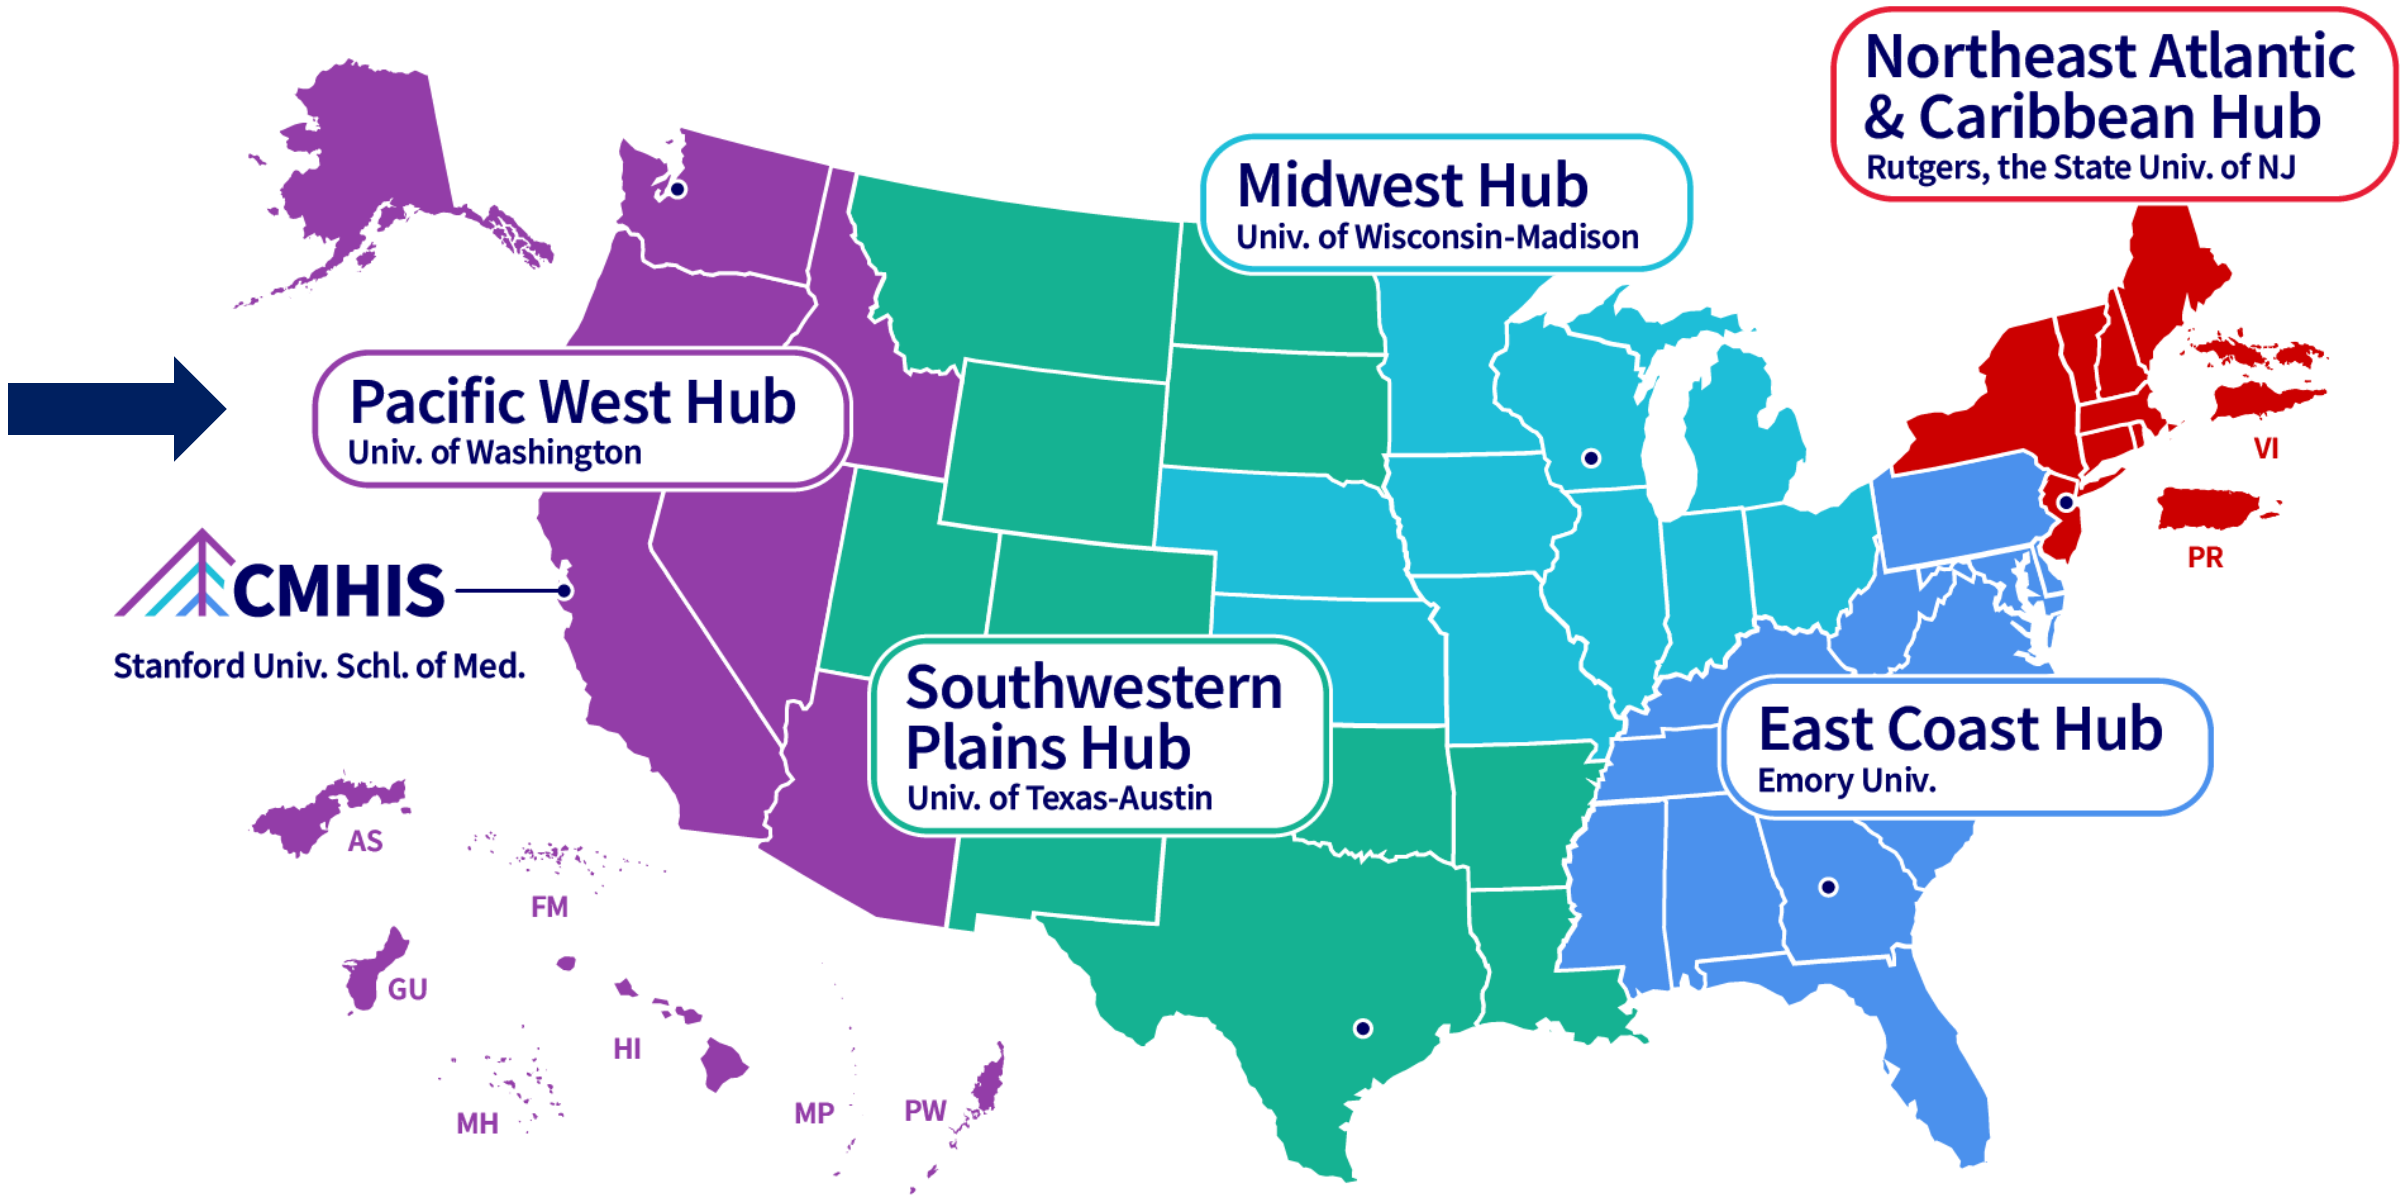 Northeast Atlantic
& Caribbean Hub
Rutgers, the State Univ. of NJ
Midwest Hub
Univ. of Wisconsin-Madison
Pacific West Hub
Univ. of Washington
VI
PR
CMHIS
Stanford Univ. Schl. of Med.
Southwestern
Plains Hub
Univ. of Texas-Austin
East Coast Hub
Emory Univ.
AS
FM
GU
HI
MH
MP
PW